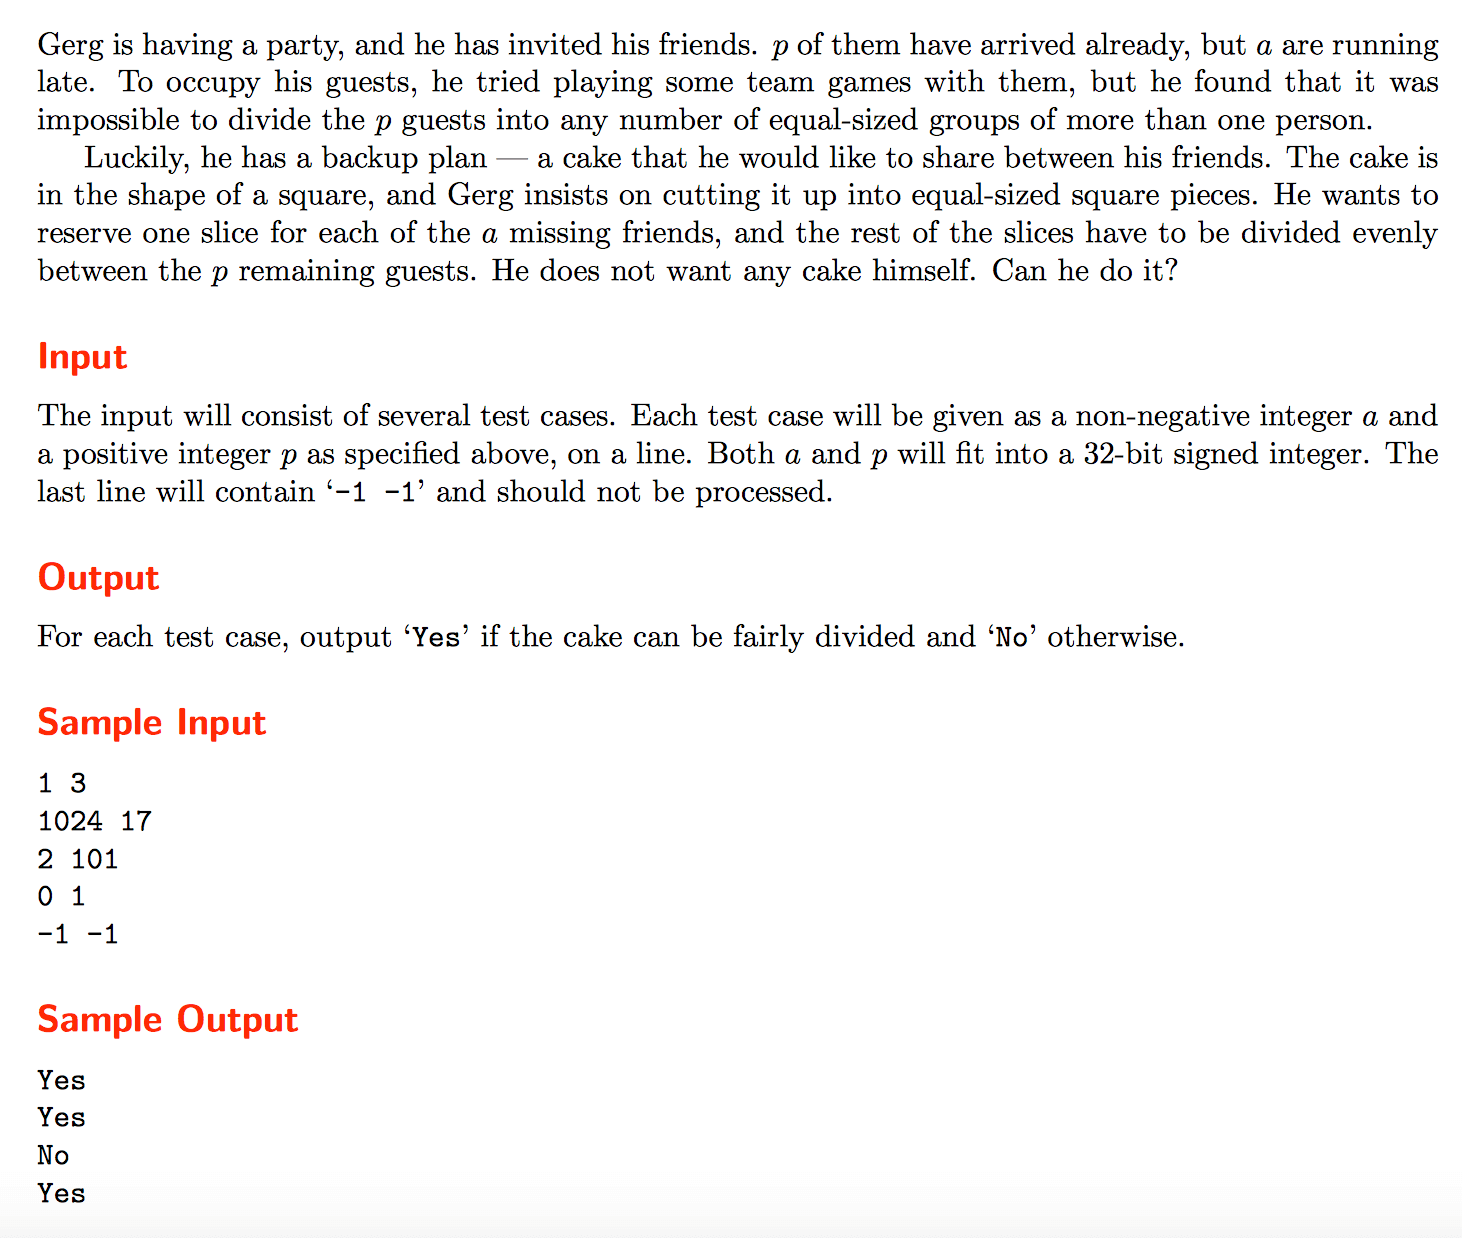 Gerg is having a party, and he has invited his friends. p of them have arrived already, but a are running
late. To occupy his guests, he tried playing some team games with them, but he found that it was
impossible to divide the p guests into any number of equal-sized groups of more than one person.
Luckily, he has a backup plan — a cake that he would like to share between his friends. The cake is
in the shape of a square, and Gerg insists on cutting it up into equal-sized square pieces. He wants to
reserve one slice for each of the a missing friends, and the rest of the slices have to be divided evenly
between the p remaining guests. He does not want any cake himself. Can he do it?
Input
The input will consist of several test cases. Each test case will be given as a non-negative integer a and
a positive integer p as specified above, on a line. Both a and p will fit into a 32-bit signed integer. The
last line will contain ‘-1 -1’ and should not be processed.
Output
For each test case, output ‘Yes’ if the cake can be fairly divided and ‘No’ otherwise.
Sample Input
1 3
1024 17
2 101
0 1
-1 -1
Sample Output
Yes
Yes
No
Yes